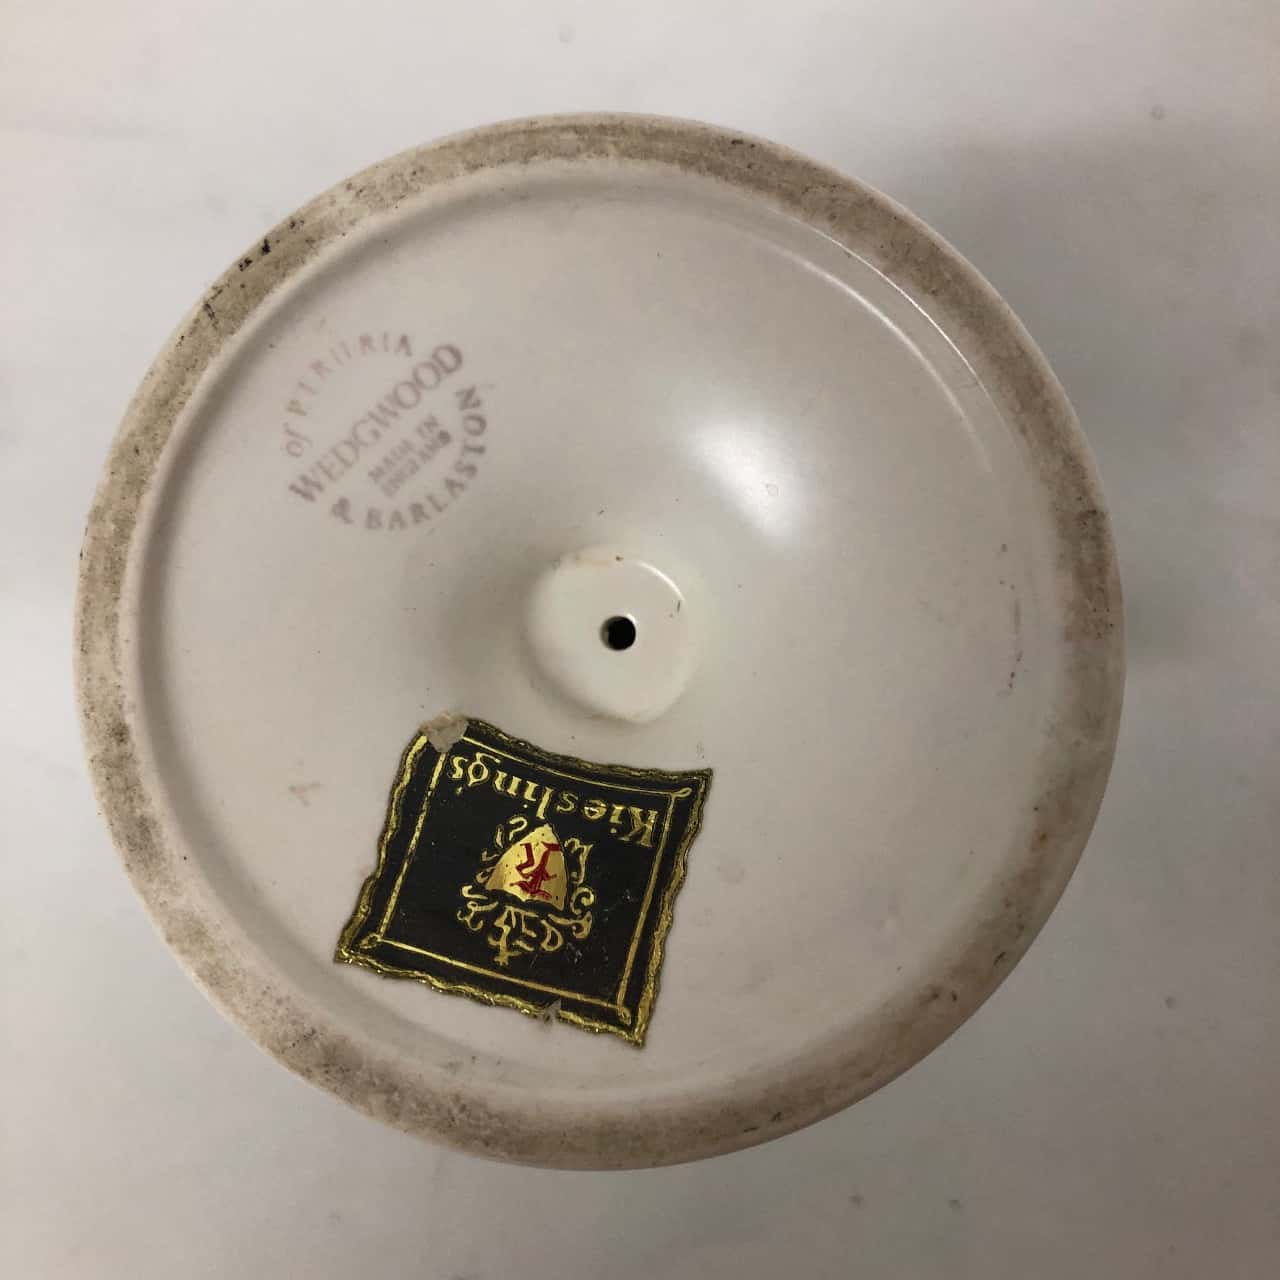 of ETRURIA
WEDGWOOD
MADE IN
ENGLAND
& BARLASTON
Kieslings